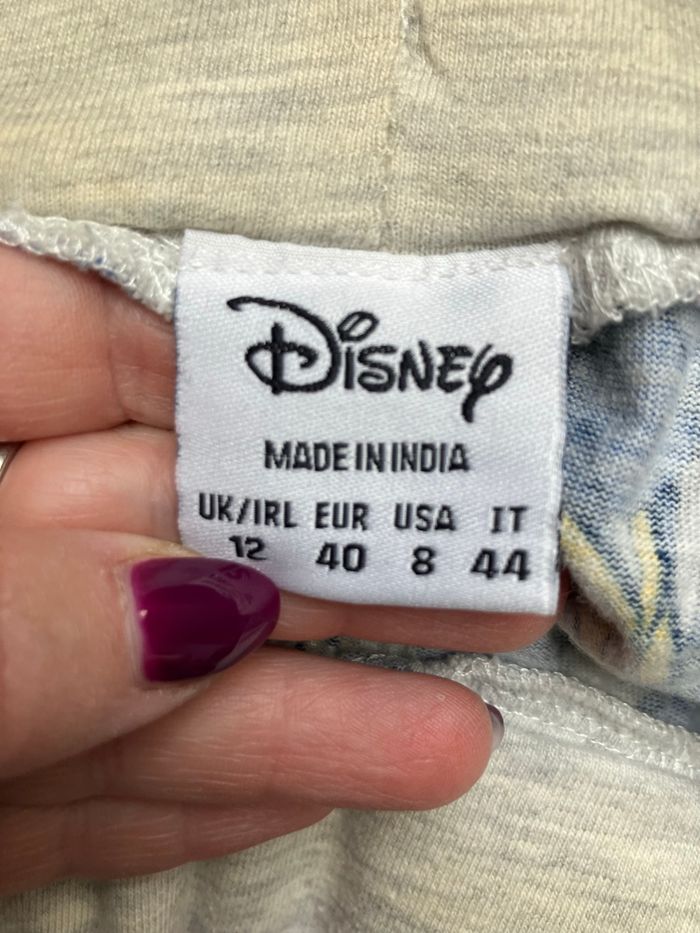 Disney
MADE IN INDIA
UK/IRL EUR USA IT
12 40 8 44